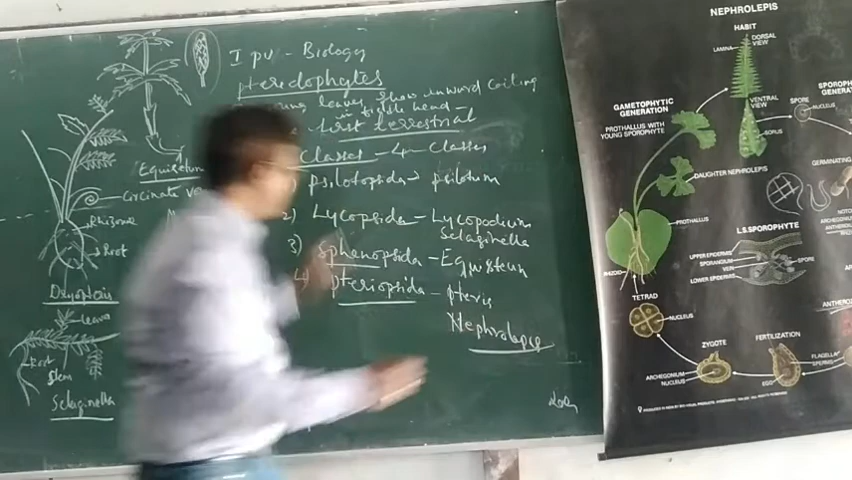 I PU - Biology
pteridophytes
leaves show inward coiling
first terrestrial
Classes - 4 - Classes
psilotopsida → psilotum
2) Lycopsida - Lycopodium
Selaginella
3) sphenopsida - Equisetum
pteriopsida - pteris
Nephrolepis
Equisetum
Circinate
Rhizome
Root
Dryopteris
leaves
Root
Stem
Selaginella
NEPHROLEPIS
HABIT
DORSAL
VIEW
LAMINA
VENTRAL
VIEW
SORUS
SPORE
NUCLEUS
GAMETOPHYTIC
GENERATION
PROTHALLUS WITH
YOUNG SPOROPHYTE
DAUGHTER NEPHROLEPIS
GERMINATING
PROTHALLUS
RHIZOID
L.S.SPOROPHYTE
UPPER EPIDERMIS
SPORANGIUM
VEIN
LOWER EPIDERMIS
SPORE
TETRAD
NUCLEUS
ZYGOTE
ARCHEGONIUM
NUCLEUS
FERTILIZATION
FLAGELLA
SPERMS
EGG